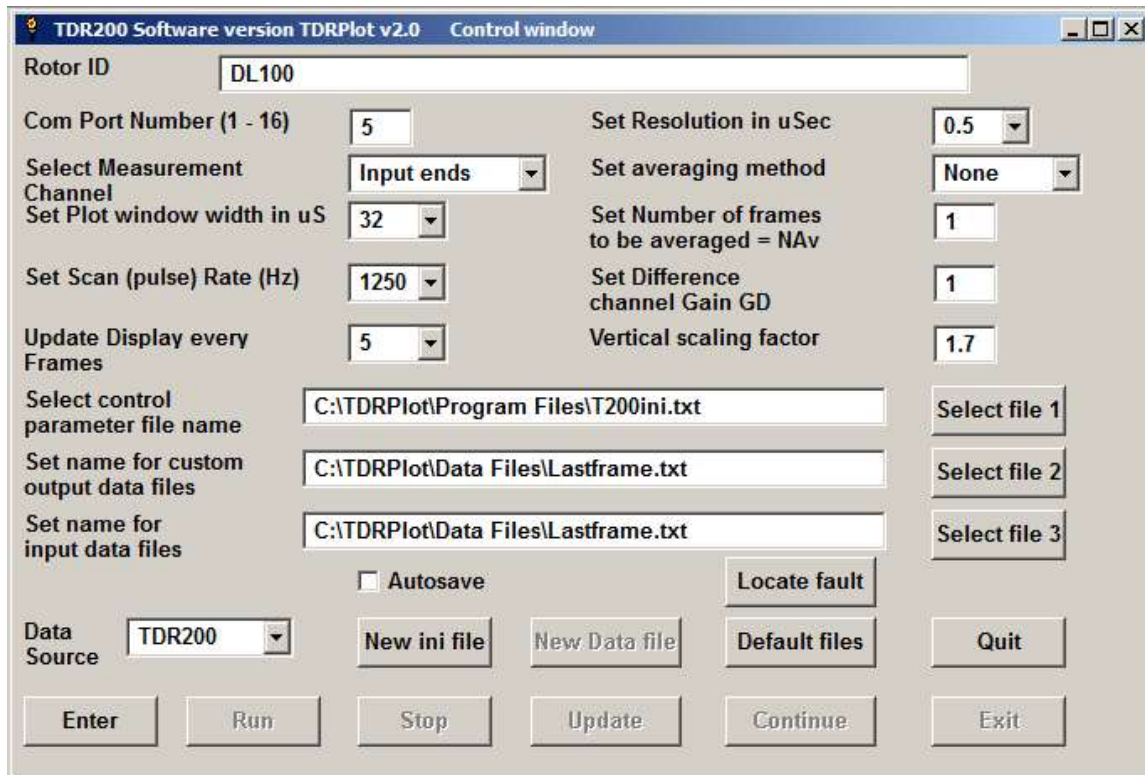 TDR200 Software version TDRPlot v2.0 Control window
Rotor ID DL100
Com Port Number (1 - 16) 5 Set Resolution in uSec 0.5
Select Measurement
Channel
Input ends
Set averaging method None
Set Plot window width in uS 32
Set Number of frames
to be averaged = NAv
1
Set Scan (pulse) Rate (Hz) 1250
Set Difference
channel Gain GD
1
Update Display every
Frames
5
Vertical scaling factor 1.7
Select control
parameter file name
C:\TDRPlot\Program Files\T200ini.txt
Select file 1
Set name for custom
output data files
C:\TDRPlot\Data Files\Lastframe.txt
Select file 2
Set name for
input data files
C:\TDRPlot\Data Files\Lastframe.txt
Select file 3
Autosave Locate fault
Data
Source
TDR200
New ini file New Data file Default files Quit
Enter Run Stop Update Continue Exit